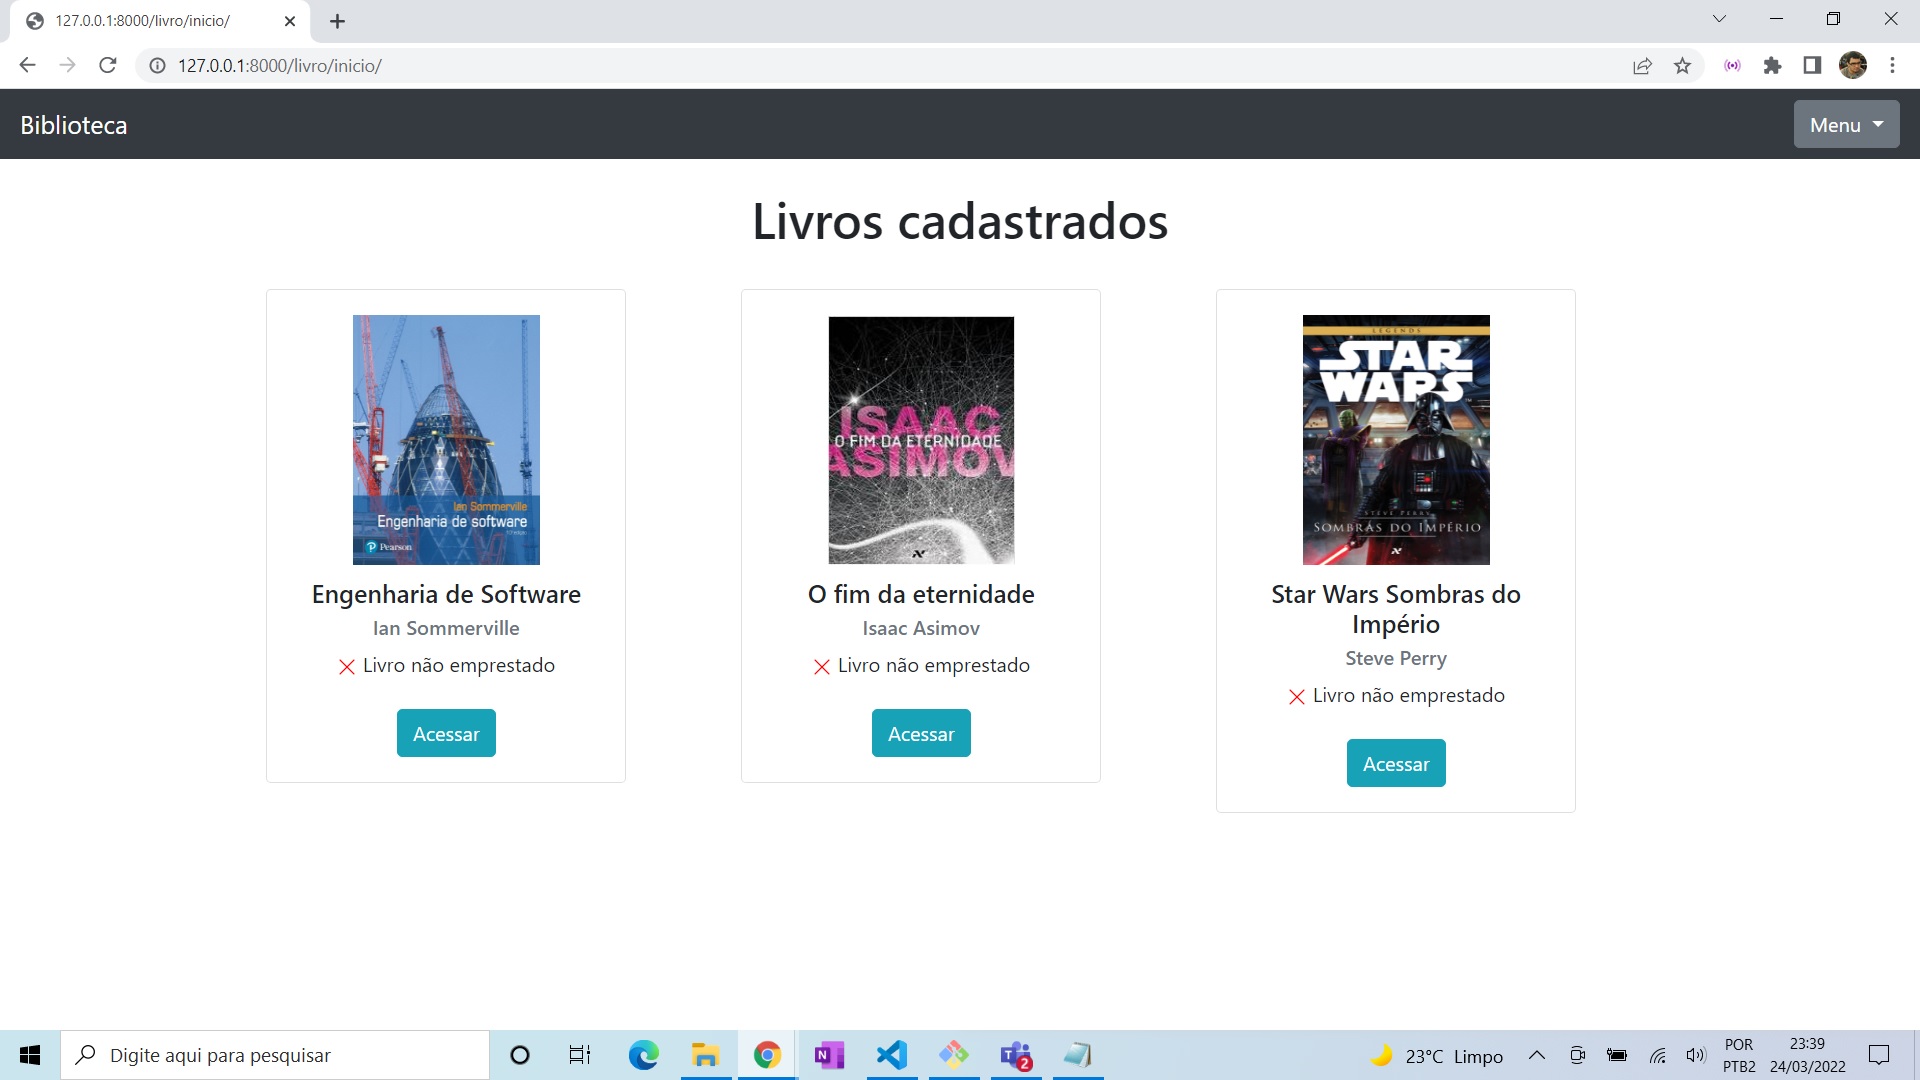 127.0.0.1:8000/livro/inicio/
127.0.0.1:8000/livro/inicio/
Biblioteca
Menu
Livros cadastrados
Ian Sommerville
Engenharia de software
Pearson
Engenharia de Software
Ian Sommerville
Livro não emprestado
Acessar
ISAAC
O FIM DA ETERNIDADE
ASIMOV
O fim da eternidade
Isaac Asimov
Livro não emprestado
Acessar
LEGENDS
STAR
WARS
STEVE PERRY
SOMBRAS DO IMPÉRIO
Star Wars Sombras do
Império
Steve Perry
Livro não emprestado
Acessar
Digite aqui para pesquisar
N
T
2
23°C Limpo
POR
PTB2
23:39
24/03/2022